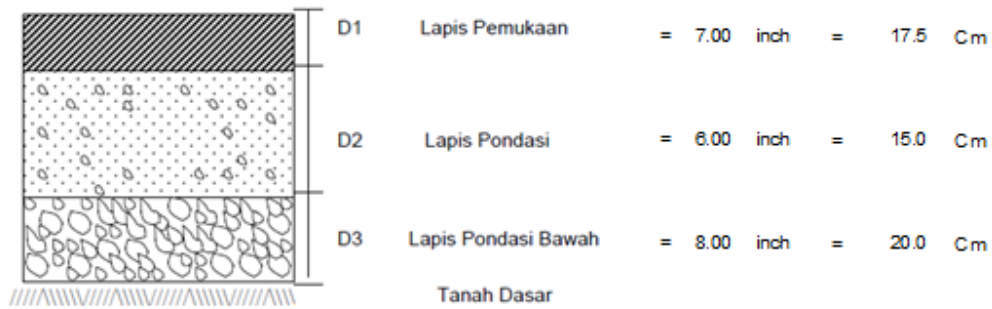 D1 Lapis Pemukaan = 7.00 inch = 17.5 Cm
D2 Lapis Pondasi = 6.00 inch = 15.0 Cm
D3 Lapis Pondasi Bawah = 8.00 inch = 20.0 Cm
Tanah Dasar